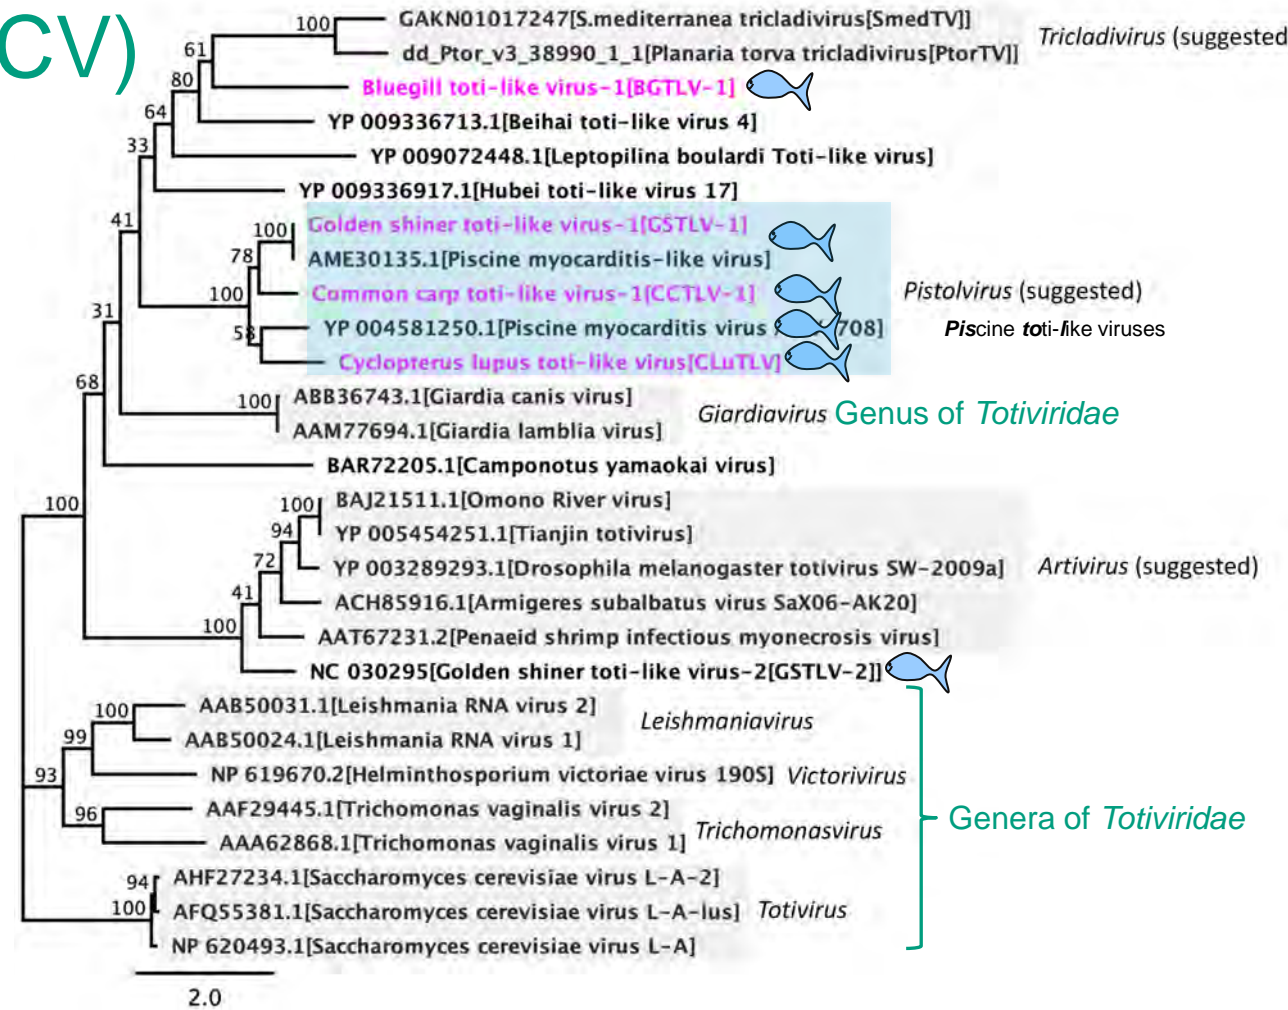 CV)
100
GAKN01017247[S.mediterranea tricladivirus[SmedTV]]
Tricladivirus (suggested
61
dd_Ptor_v3_38990_1_1[Planaria torva tricladivirus[PtorTV]]
80
Bluegill toti-like virus-1[BGTLV-1]
64
YP 009336713.1[Beihai toti-like virus 4]
33
YP 009072448.1[Leptopilina boulardi Toti-like virus]
YP 009336917.1[Hubei toti-like virus 17]
41
100
Golden shiner toti-like virus-1[GSTLV-1]
78
AME30135.1[Piscine myocarditis-like virus]
100
Common carp toti-like virus-1[CCTLV-1]
Pistolvirus (suggested)
31
58
YP 004581250.1[Piscine myocarditis virus 708]
Piscine toti-like viruses
Cyclopterus lupus toti-like virus[CLuTLV]
68
100
ABB36743.1[Giardia canis virus]
Giardiavirus Genus of Totiviridae
AAM77694.1[Giardia lamblia virus]
BAR72205.1[Camponotus yamaokai virus]
100
100
BAJ21511.1[Omono River virus]
94
YP 005454251.1[Tianjin totivirus]
72
YP 003289293.1[Drosophila melanogaster totivirus SW-2009a]
Artivirus (suggested)
41
ACH85916.1[Armigeres subalbatus virus SaX06-AK20]
100
AAT67231.2[Penaeid shrimp infectious myonecrosis virus]
NC 030295[Golden shiner toti-like virus-2[GSTLV-2]]
100
AAB50031.1[Leishmania RNA virus 2]
Leishmaniavirus
99
AAB50024.1[Leishmania RNA virus 1]
93
NP 619670.2[Helminthosporium victoriae virus 190S] Victorivirus
96
AAF29445.1[Trichomonas vaginalis virus 2]
Trichomonasvirus
Genera of Totiviridae
AAA62868.1[Trichomonas vaginalis virus 1]
94
AHF27234.1[Saccharomyces cerevisiae virus L-A-2]
100
AFQ55381.1[Saccharomyces cerevisiae virus L-A-lus] Totivirus
NP 620493.1[Saccharomyces cerevisiae virus L-A]
2.0